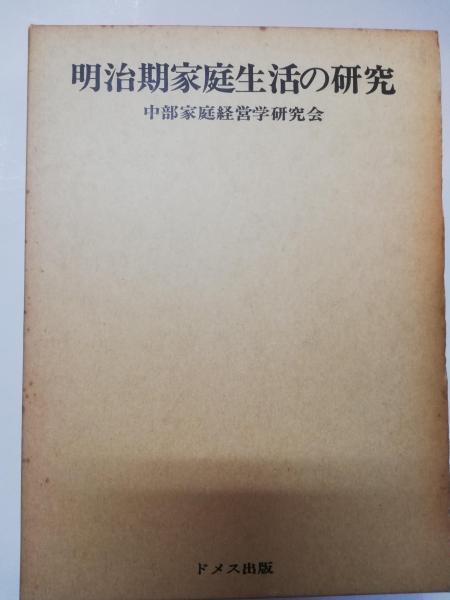 明治期家庭生活の研究
中部家庭経営学研究会
ドメス出版